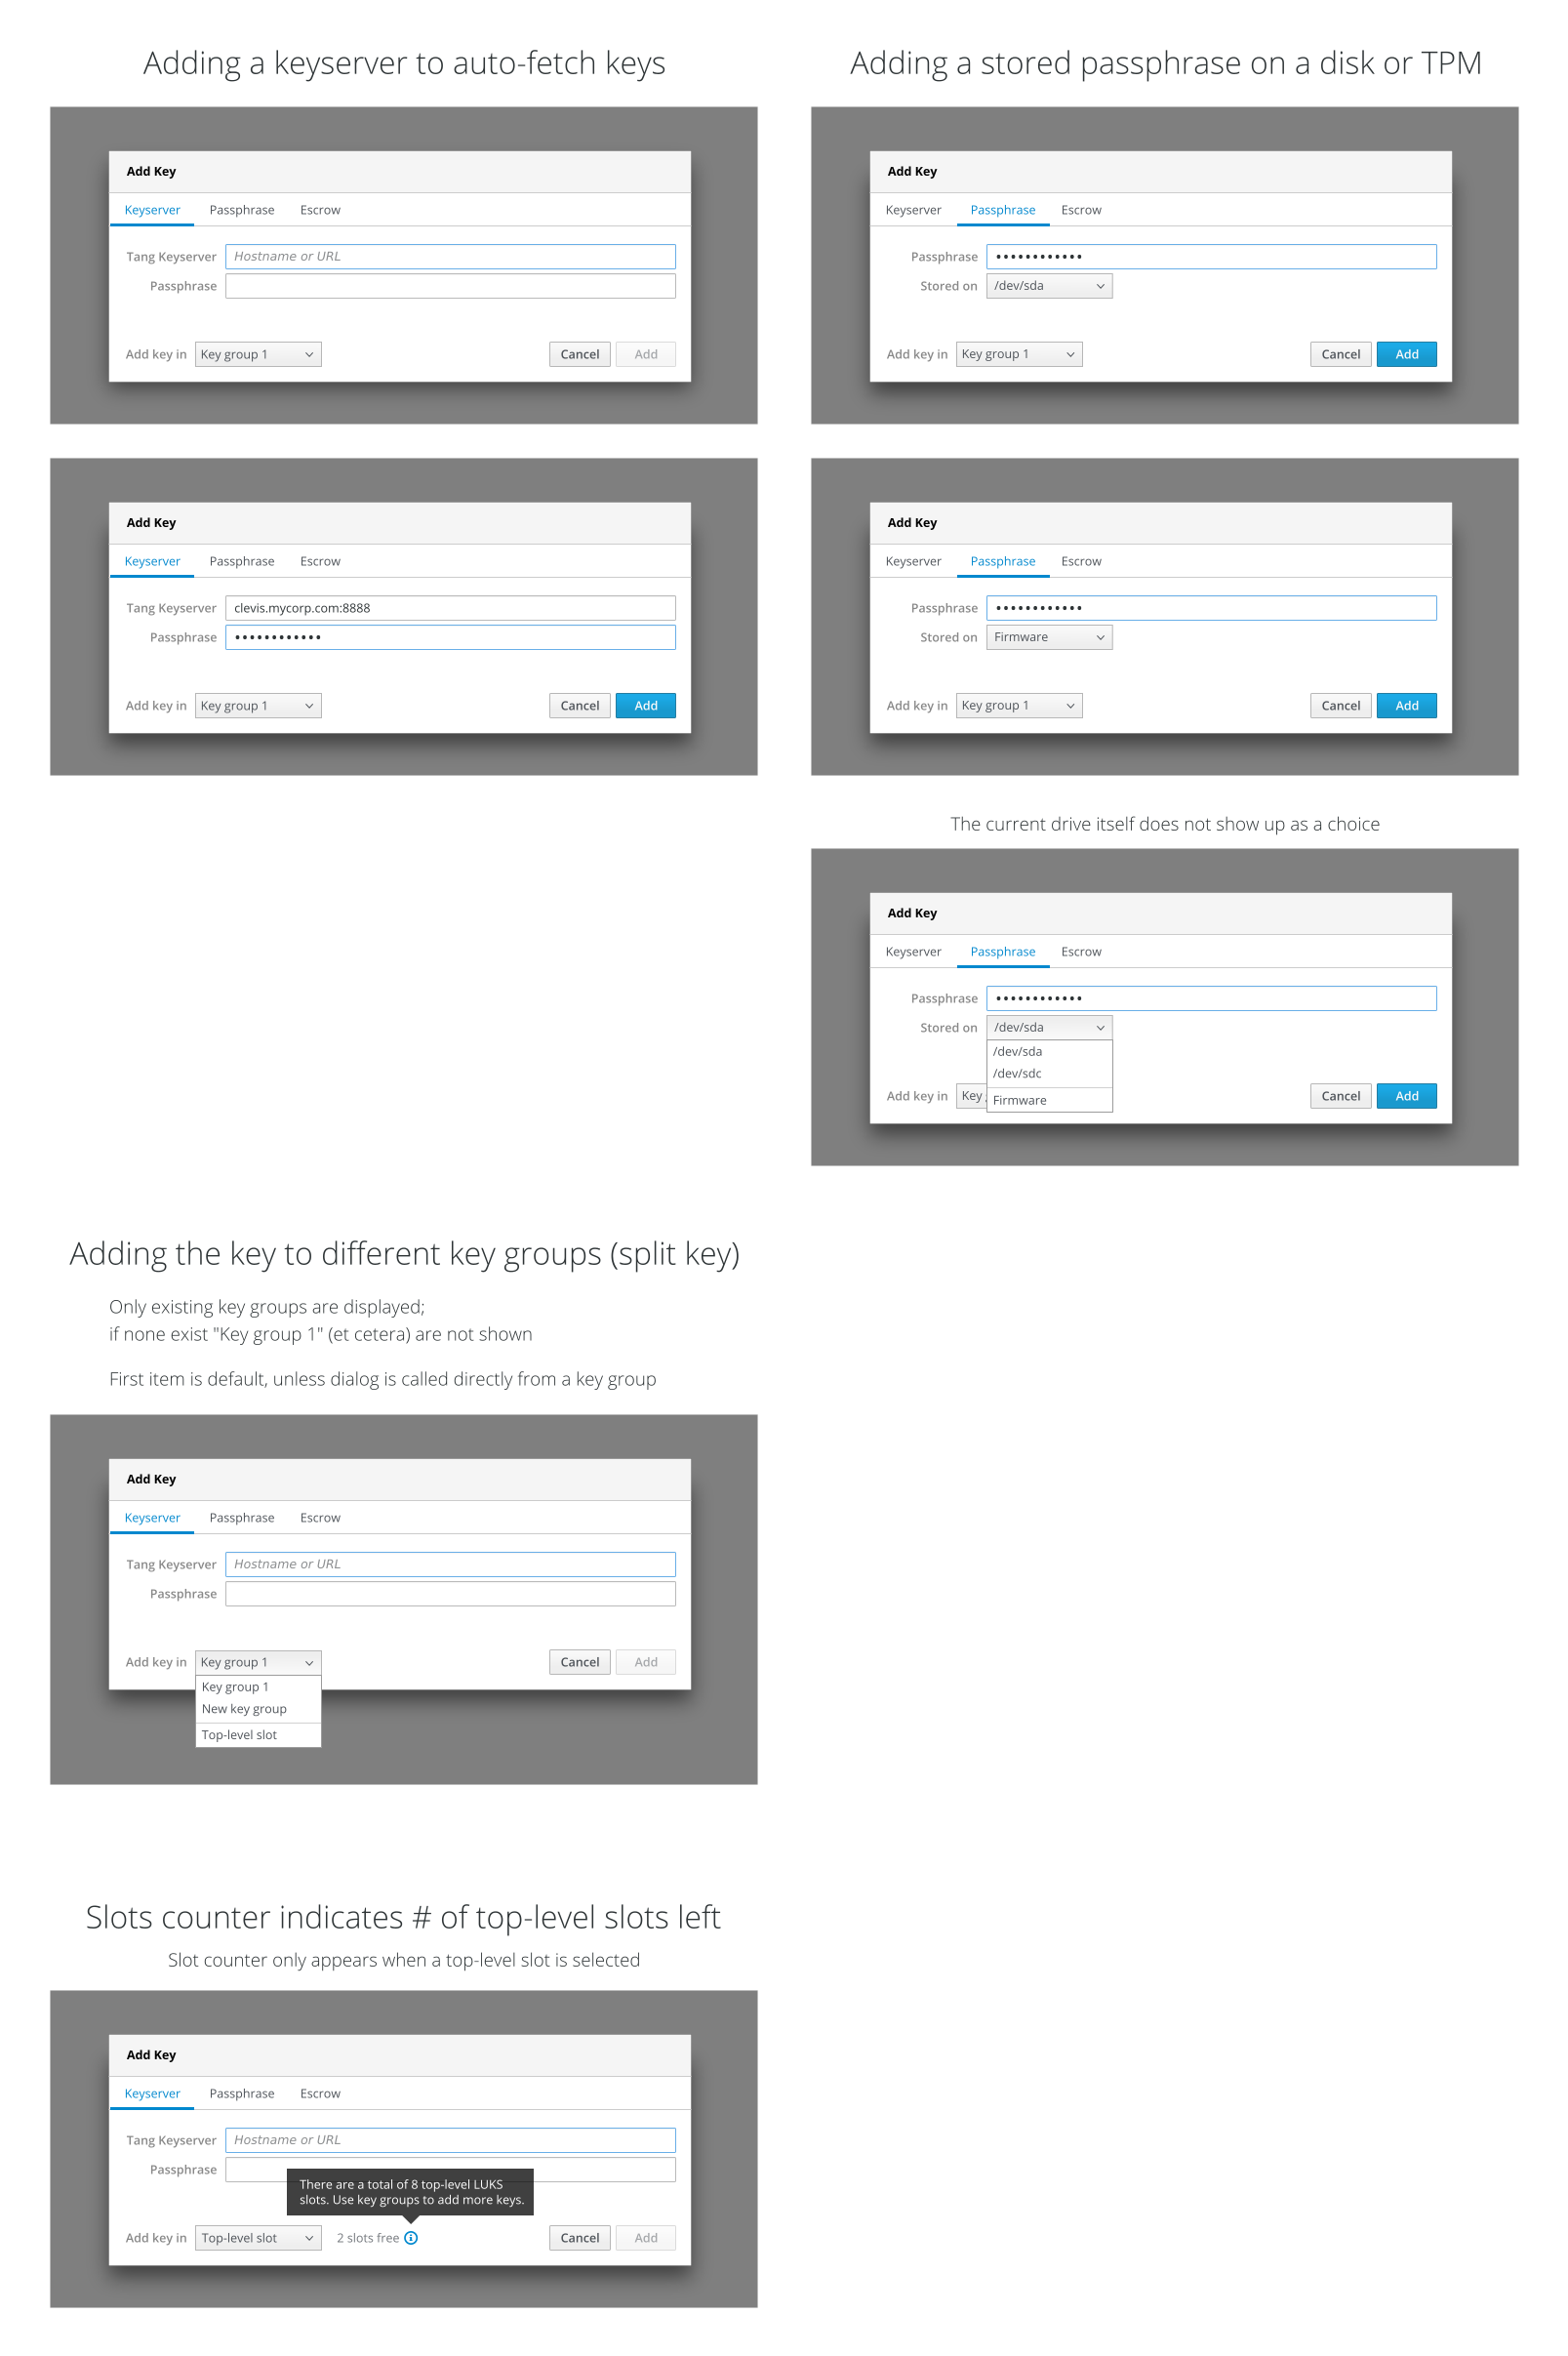 Adding a keyserver to auto-fetch keys
Add Key
Keyserver Passphrase Escrow
Tang Keyserver Hostname or URL
Passphrase
Add key in Key group 1 Cancel Add
Add Key
Keyserver Passphrase Escrow
Tang Keyserver clevis.mycorp.com:8888
Passphrase ••••••••••••
Add key in Key group 1 Cancel Add
Adding a stored passphrase on a disk or TPM
Add Key
Keyserver Passphrase Escrow
Passphrase ••••••••••••
Stored on /dev/sda
Add key in Key group 1 Cancel Add
Add Key
Keyserver Passphrase Escrow
Passphrase ••••••••••••
Stored on Firmware
Add key in Key group 1 Cancel Add
The current drive itself does not show up as a choice
Add Key
Keyserver Passphrase Escrow
Passphrase ••••••••••••
Stored on /dev/sda
/dev/sda
/dev/sdc
Add key in Key Cancel Add
Firmware
Adding the key to different key groups (split key)
Only existing key groups are displayed;
if none exist "Key group 1" (et cetera) are not shown
First item is default, unless dialog is called directly from a key group
Add Key
Keyserver Passphrase Escrow
Tang Keyserver Hostname or URL
Passphrase
Add key in Key group 1 Cancel Add
Key group 1
New key group
Top-level slot
Slots counter indicates # of top-level slots left
Slot counter only appears when a top-level slot is selected
Add Key
Keyserver Passphrase Escrow
Tang Keyserver Hostname or URL
Passphrase
There are a total of 8 top-level LUKS
slots. Use key groups to add more keys.
Add key in Top-level slot 2 slots free Cancel Add